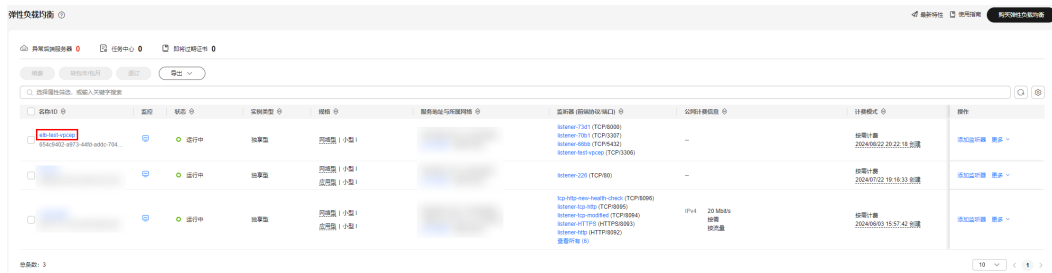 弹性负载均衡
最新特性 使用指南 购买弹性负载均衡
异常后端服务器 0 任务中心 0 即将过期证书 0
导出
选择属性筛选，或输入关键字搜索
名称/ID 监控 状态 实例类型 规格 服务地址与所属网络 监听器 (前端协议/端口) 公网计费信息 计费模式 操作
elb-test-vpcep
654c9402-a973-44fd-addc-704...
运行中 独享型
网络型 | 小型 I
应用型 | 小型 I
listener-73d1 (TCP/8000)
listener-70b1 (TCP/3307)
listener-66bb (TCP/5432)
listener-test-vpcep (TCP/3306)
--
按需计费
2024/08/22 20:22:18 创建
添加监听器 更多
运行中 独享型
网络型 | 小型 I
应用型 | 小型 I
listener-226 (TCP/80)
--
按需计费
2024/07/22 19:16:33 创建
添加监听器 更多
运行中 独享型
网络型 | 小型 I
应用型 | 小型 I
tcp-http-new-health-check (TCP/8096)
listener-tcp-http (TCP/8095)
listener-tcp-modified (TCP/8094)
listener-HTTPS (HTTPS/8093)
listener-http (HTTP/8092)
查看所有 (6)
IPv4 20 Mbit/s
按需
按流量
按需计费
2024/06/03 15:57:42 创建
添加监听器 更多
总条数: 3
10 < 1 >